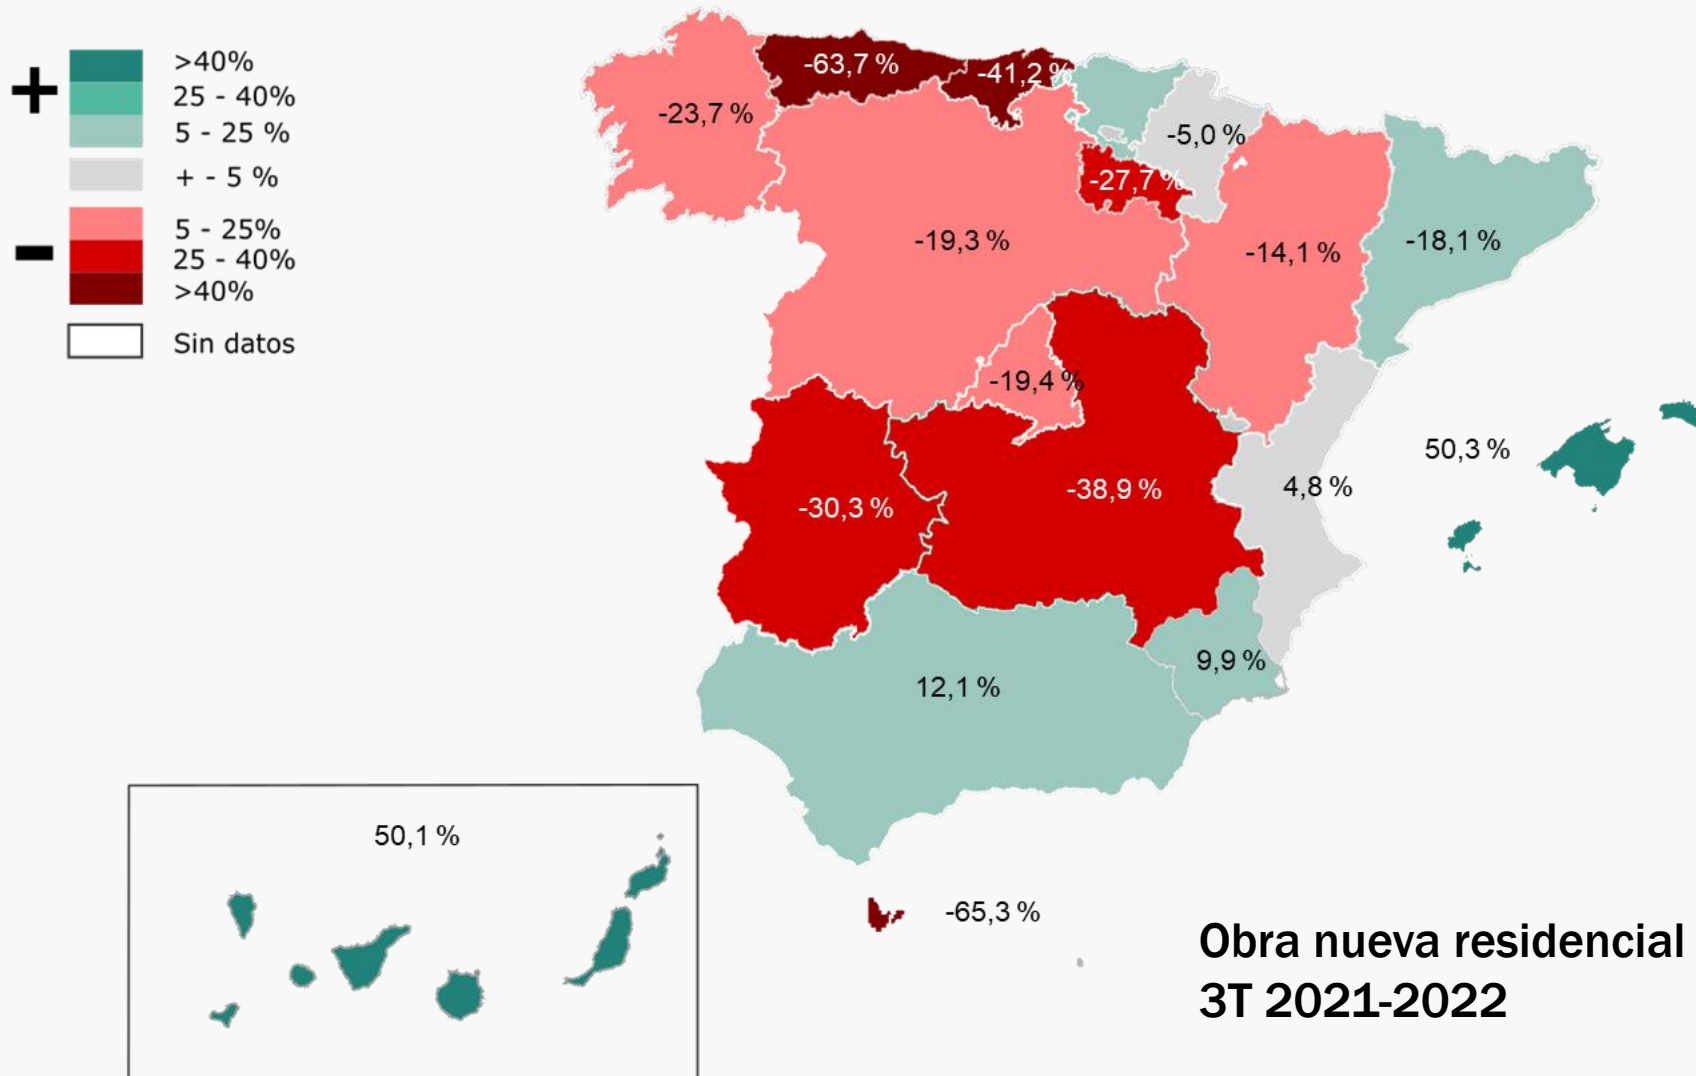 +
>40%
25 - 40%
5 - 25 %
+ - 5 %
-
5 - 25%
25 - 40%
>40%
Sin datos
-63,7 %
-41,2 %
-23,7 %
-5,0 %
-27,7 %
-19,3 %
-14,1 %
-18,1 %
-19,4 %
50,3 %
-38,9 %
4,8 %
-30,3 %
9,9 %
12,1 %
50,1 %
-65,3 %
Obra nueva residencial
3T 2021-2022